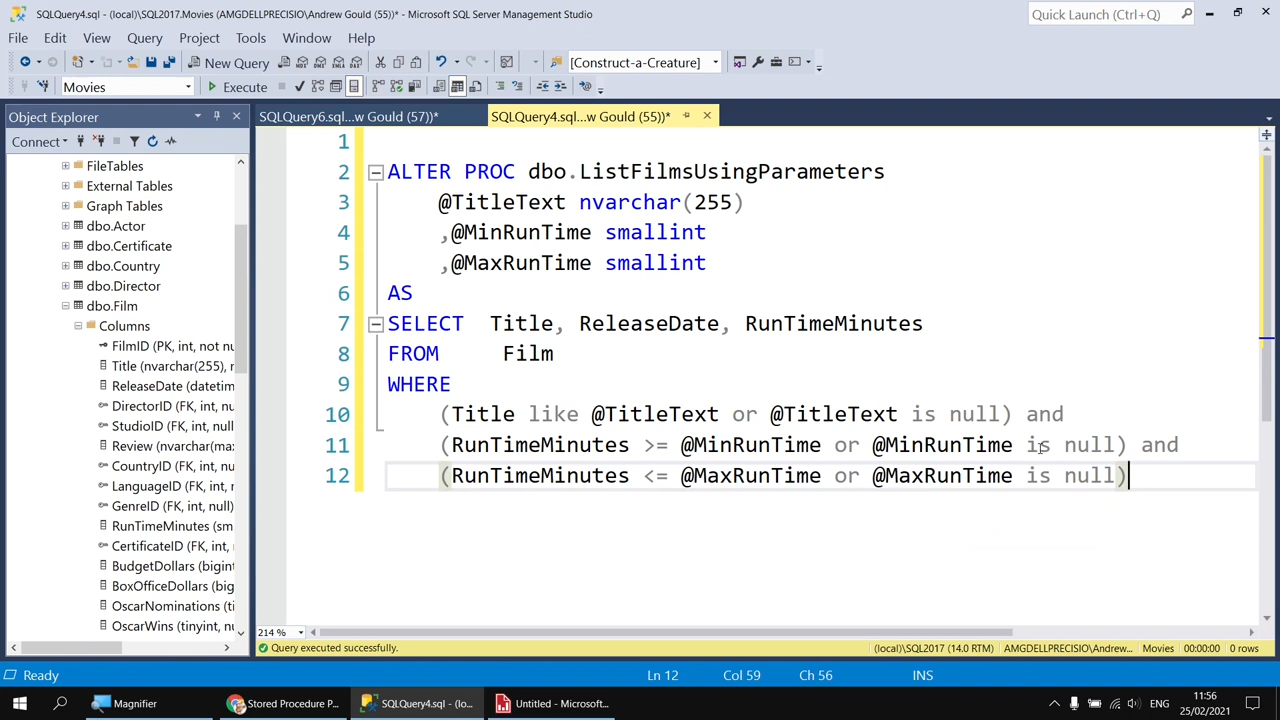 SQLQuery4.sql - (local)\SQL2017.Movies (AMGDELLPRECISIO\Andrew Gould (55))* - Microsoft SQL Server Management Studio
Quick Launch (Ctrl+Q)
File Edit View Query Project Tools Window Help
New Query
[Construct-a-Creature]
Movies
Execute
Object Explorer
SQLQuery6.sql...w Gould (57))*
SQLQuery4.sql...w Gould (55))*
Connect
FileTables
External Tables
Graph Tables
dbo.Actor
dbo.Certificate
dbo.Country
dbo.Director
dbo.Film
Columns
FilmID (PK, int, not nu
Title (nvarchar(255), n
ReleaseDate (datetim
DirectorID (FK, int, nu
StudioID (FK, int, null)
Review (nvarchar(max
CountryID (FK, int, nu
LanguageID (FK, int, n
GenreID (FK, int, null)
RunTimeMinutes (sm
CertificateID (FK, int,
BudgetDollars (bigint
BoxOfficeDollars (big
OscarNominations (ti
OscarWins (tinyint, nu
1
2 ALTER PROC dbo.ListFilmsUsingParameters
3 @TitleText nvarchar(255)
4 ,@MinRunTime smallint
5 ,@MaxRunTime smallint
6 AS
7 SELECT Title, ReleaseDate, RunTimeMinutes
8 FROM Film
9 WHERE
10 (Title like @TitleText or @TitleText is null) and
11 (RunTimeMinutes >= @MinRunTime or @MinRunTime is null) and
12 (RunTimeMinutes <= @MaxRunTime or @MaxRunTime is null)
214 %
Query executed successfully.
(local)\SQL2017 (14.0 RTM) AMGDELLPRECISIO\Andrew... Movies 00:00:00 0 rows
Ready
Ln 12 Col 59 Ch 56 INS
Magnifier
Stored Procedure P...
SQLQuery4.sql - (lo...
Untitled - Microsoft...
ENG
11:56
25/02/2021